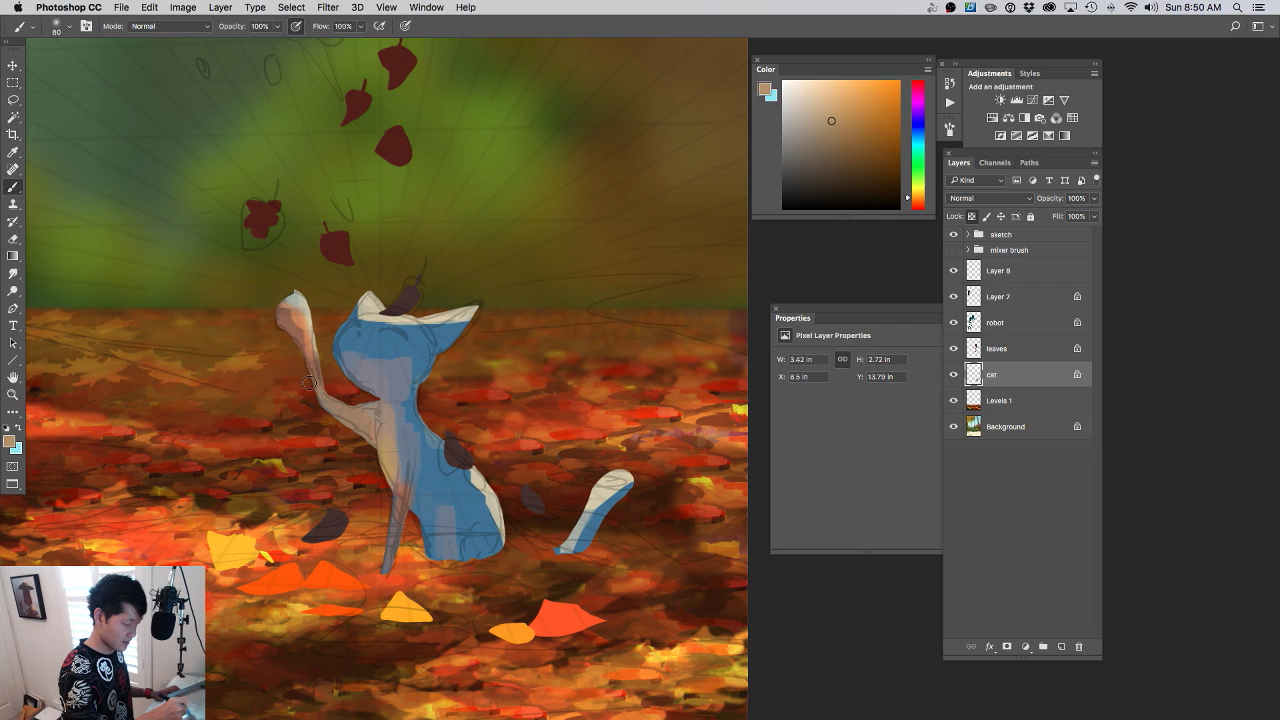 Photoshop CC File Edit Image Layer Type Select Filter 3D View Window Help Sun 8:50 AM
80 Mode: Normal Opacity: 100% Flow: 100%
Color
Adjustments Styles
Add an adjustment
Layers Channels Paths
Kind
Normal Opacity: 100%
Lock: Fill: 100%
sketch
mixer brush
Layer 8
Layer 7
robot
leaves
cat
Levels 1
Background
Properties
Pixel Layer Properties
W: 3.42 in H: 2.72 in
X: 8.5 in Y: 13.79 in
fx